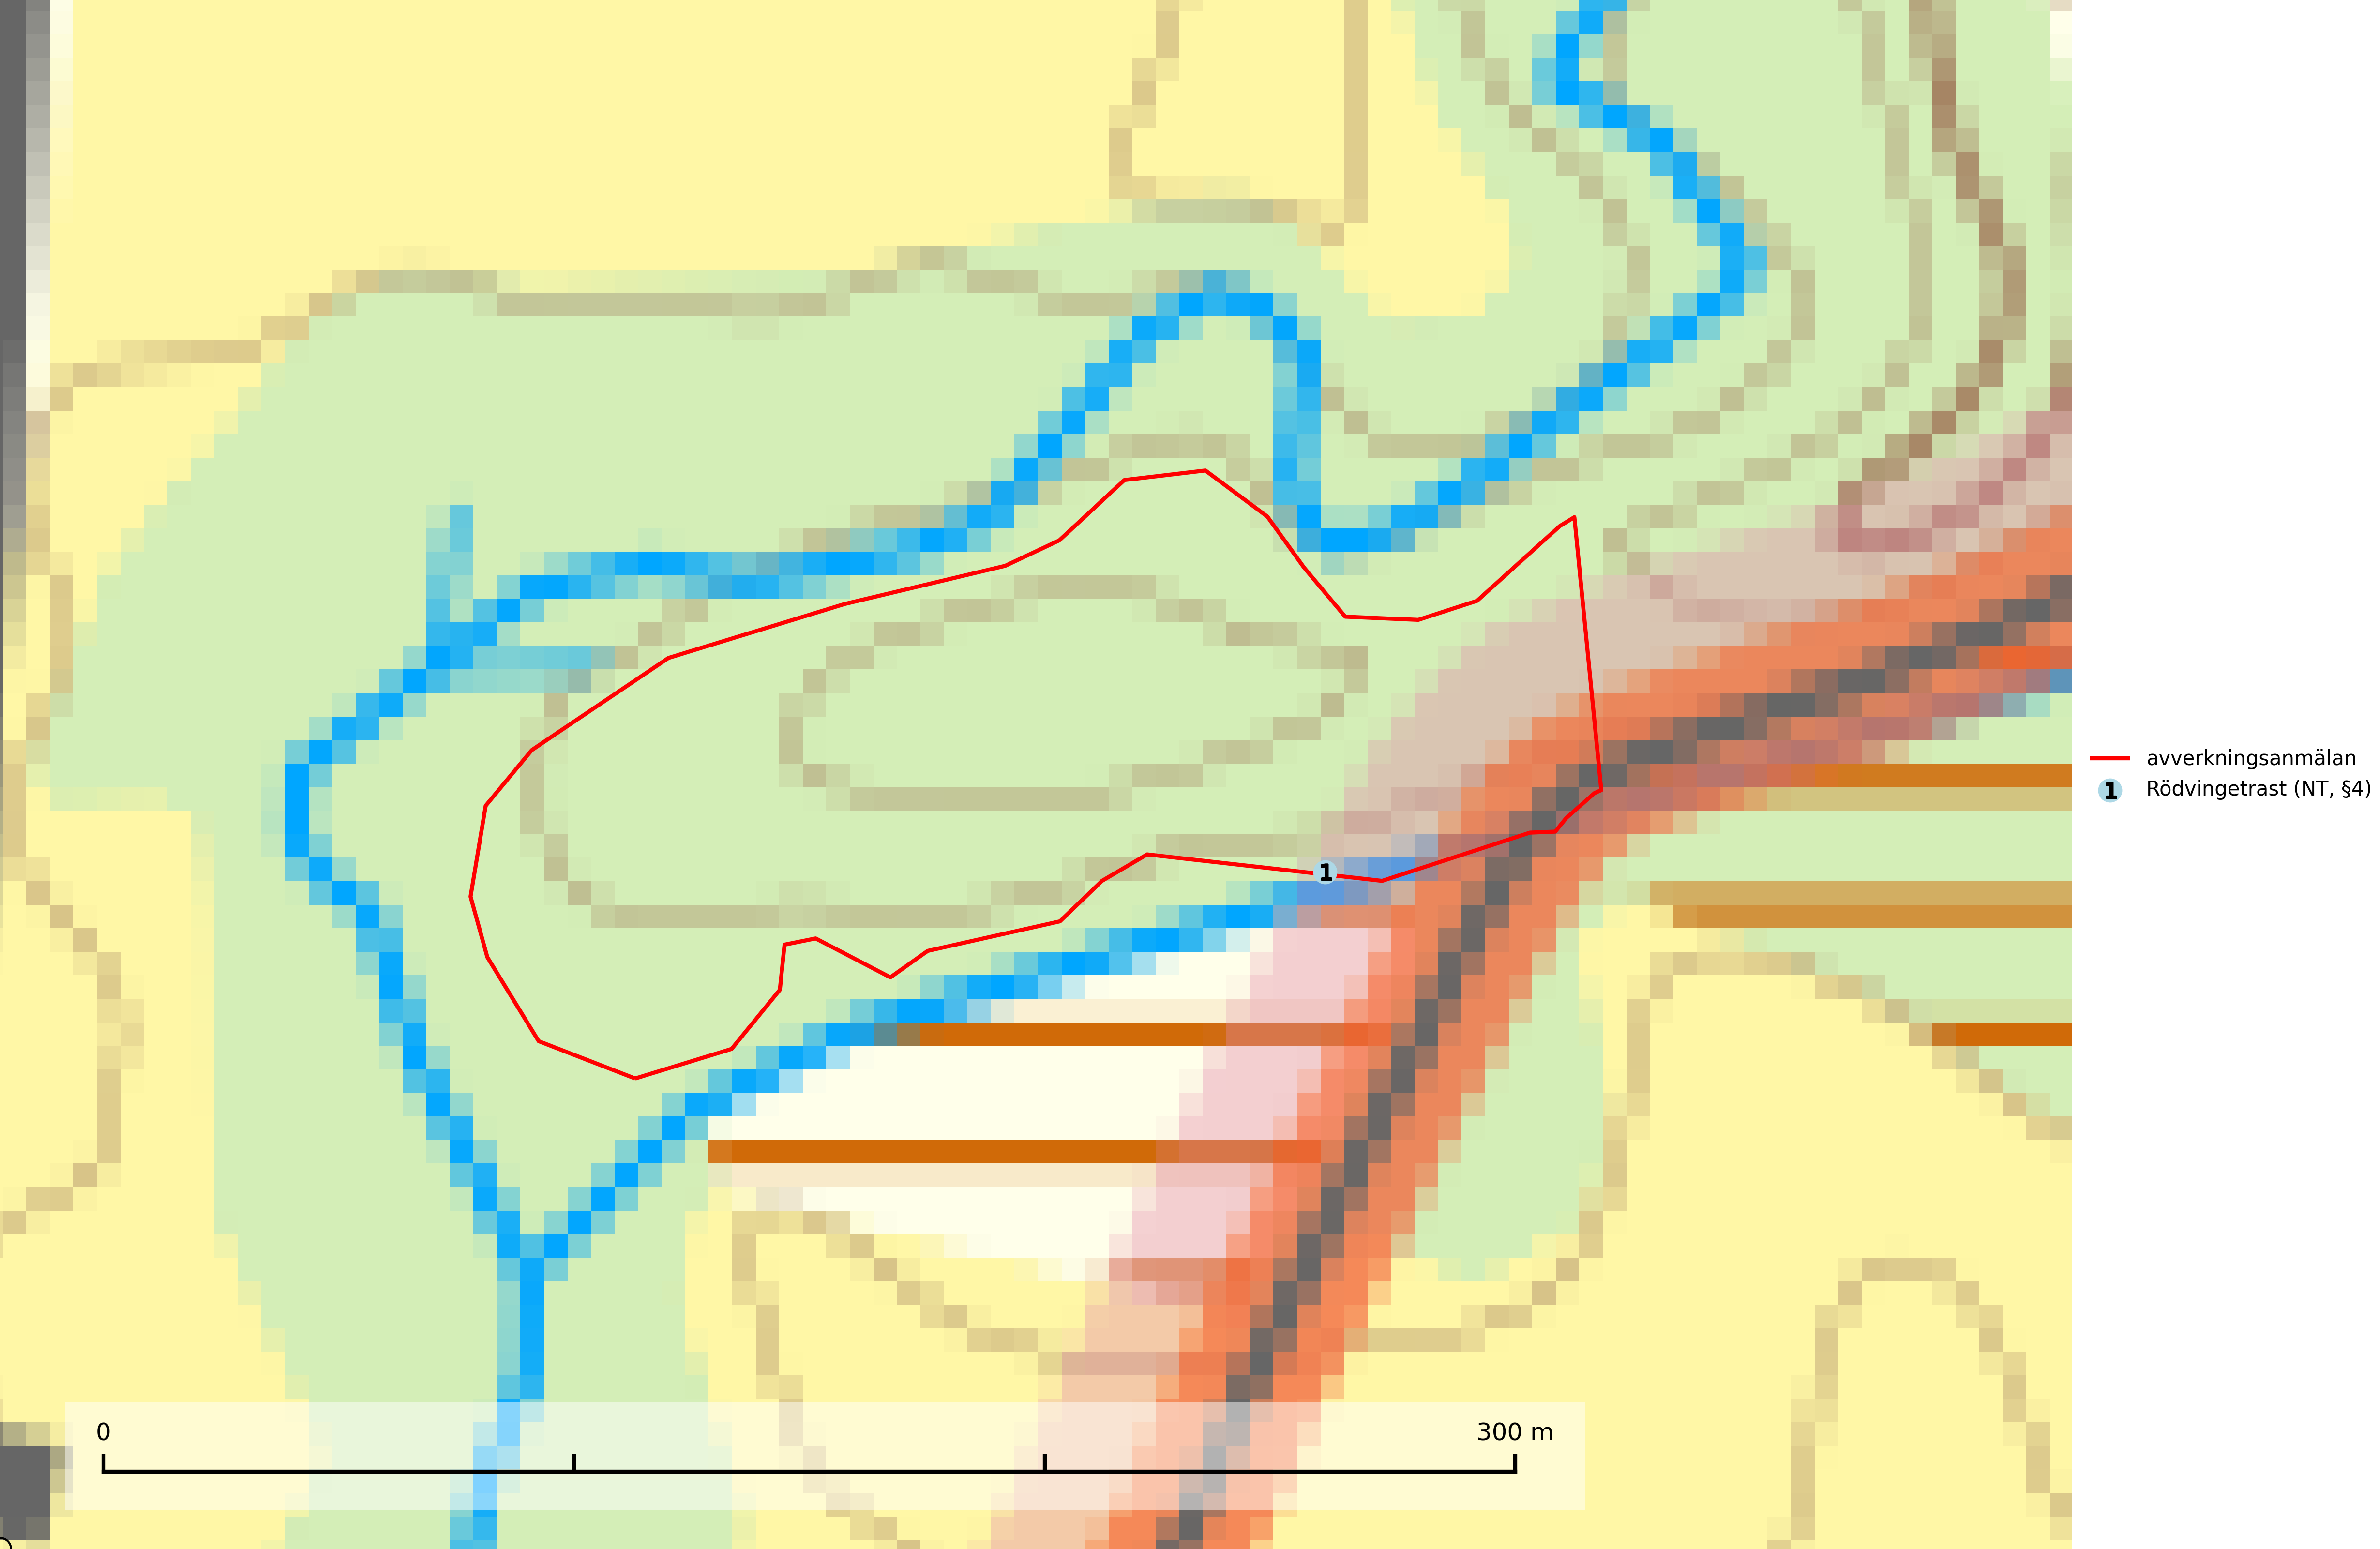 avverkningsanmälan
1 Rödvingetrast (NT, §4)
1
0 300 m